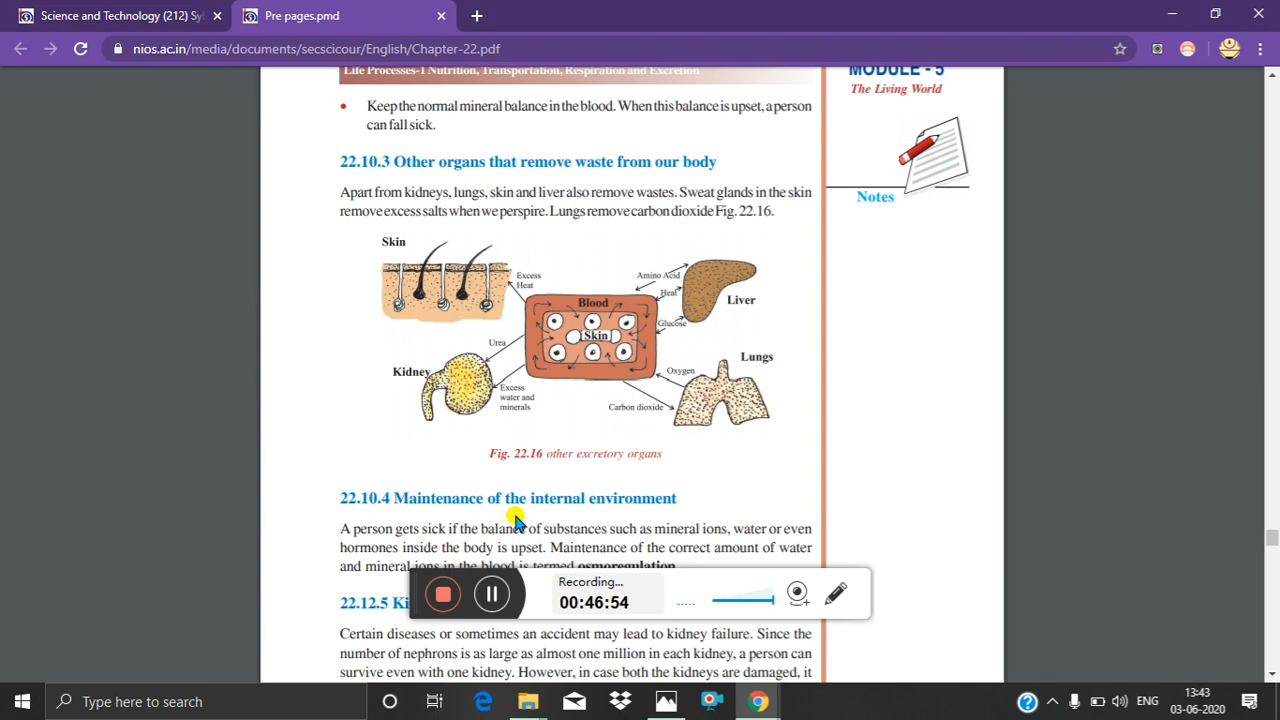 Science and Technology (212) Syl
Pre pages.pmd
nios.ac.in/media/documents/secscicour/English/Chapter-22.pdf
Life Processes-1 Nutrition, Transportation, Respiration and Excretion
MODULE - 5
The Living World
Notes
• Keep the normal mineral balance in the blood. When this balance is upset, a person
can fall sick.
22.10.3 Other organs that remove waste from our body
Apart from kidneys, lungs, skin and liver also remove wastes. Sweat glands in the skin
remove excess salts when we perspire. Lungs remove carbon dioxide Fig. 22.16.
Skin
Excess
Heat
Amino Acid
Heat
Liver
Blood
Glucose
Skin
Urea
Lungs
Kidney
Oxygen
Excess
water and
minerals
Carbon dioxide
Fig. 22.16 other excretory organs
22.10.4 Maintenance of the internal environment
A person gets sick if the balance of substances such as mineral ions, water or even
hormones inside the body is upset. Maintenance of the correct amount of water
and mineral ions in the blood is termed osmoregulation
Recording...
00:46:54
22.12.5 Ki
Certain diseases or sometimes an accident may lead to kidney failure. Since the
number of nephrons is as large as almost one million in each kidney, a person can
survive even with one kidney. However, in case both the kidneys are damaged, it
Type here to search
ENG
13:43
03-06-2020